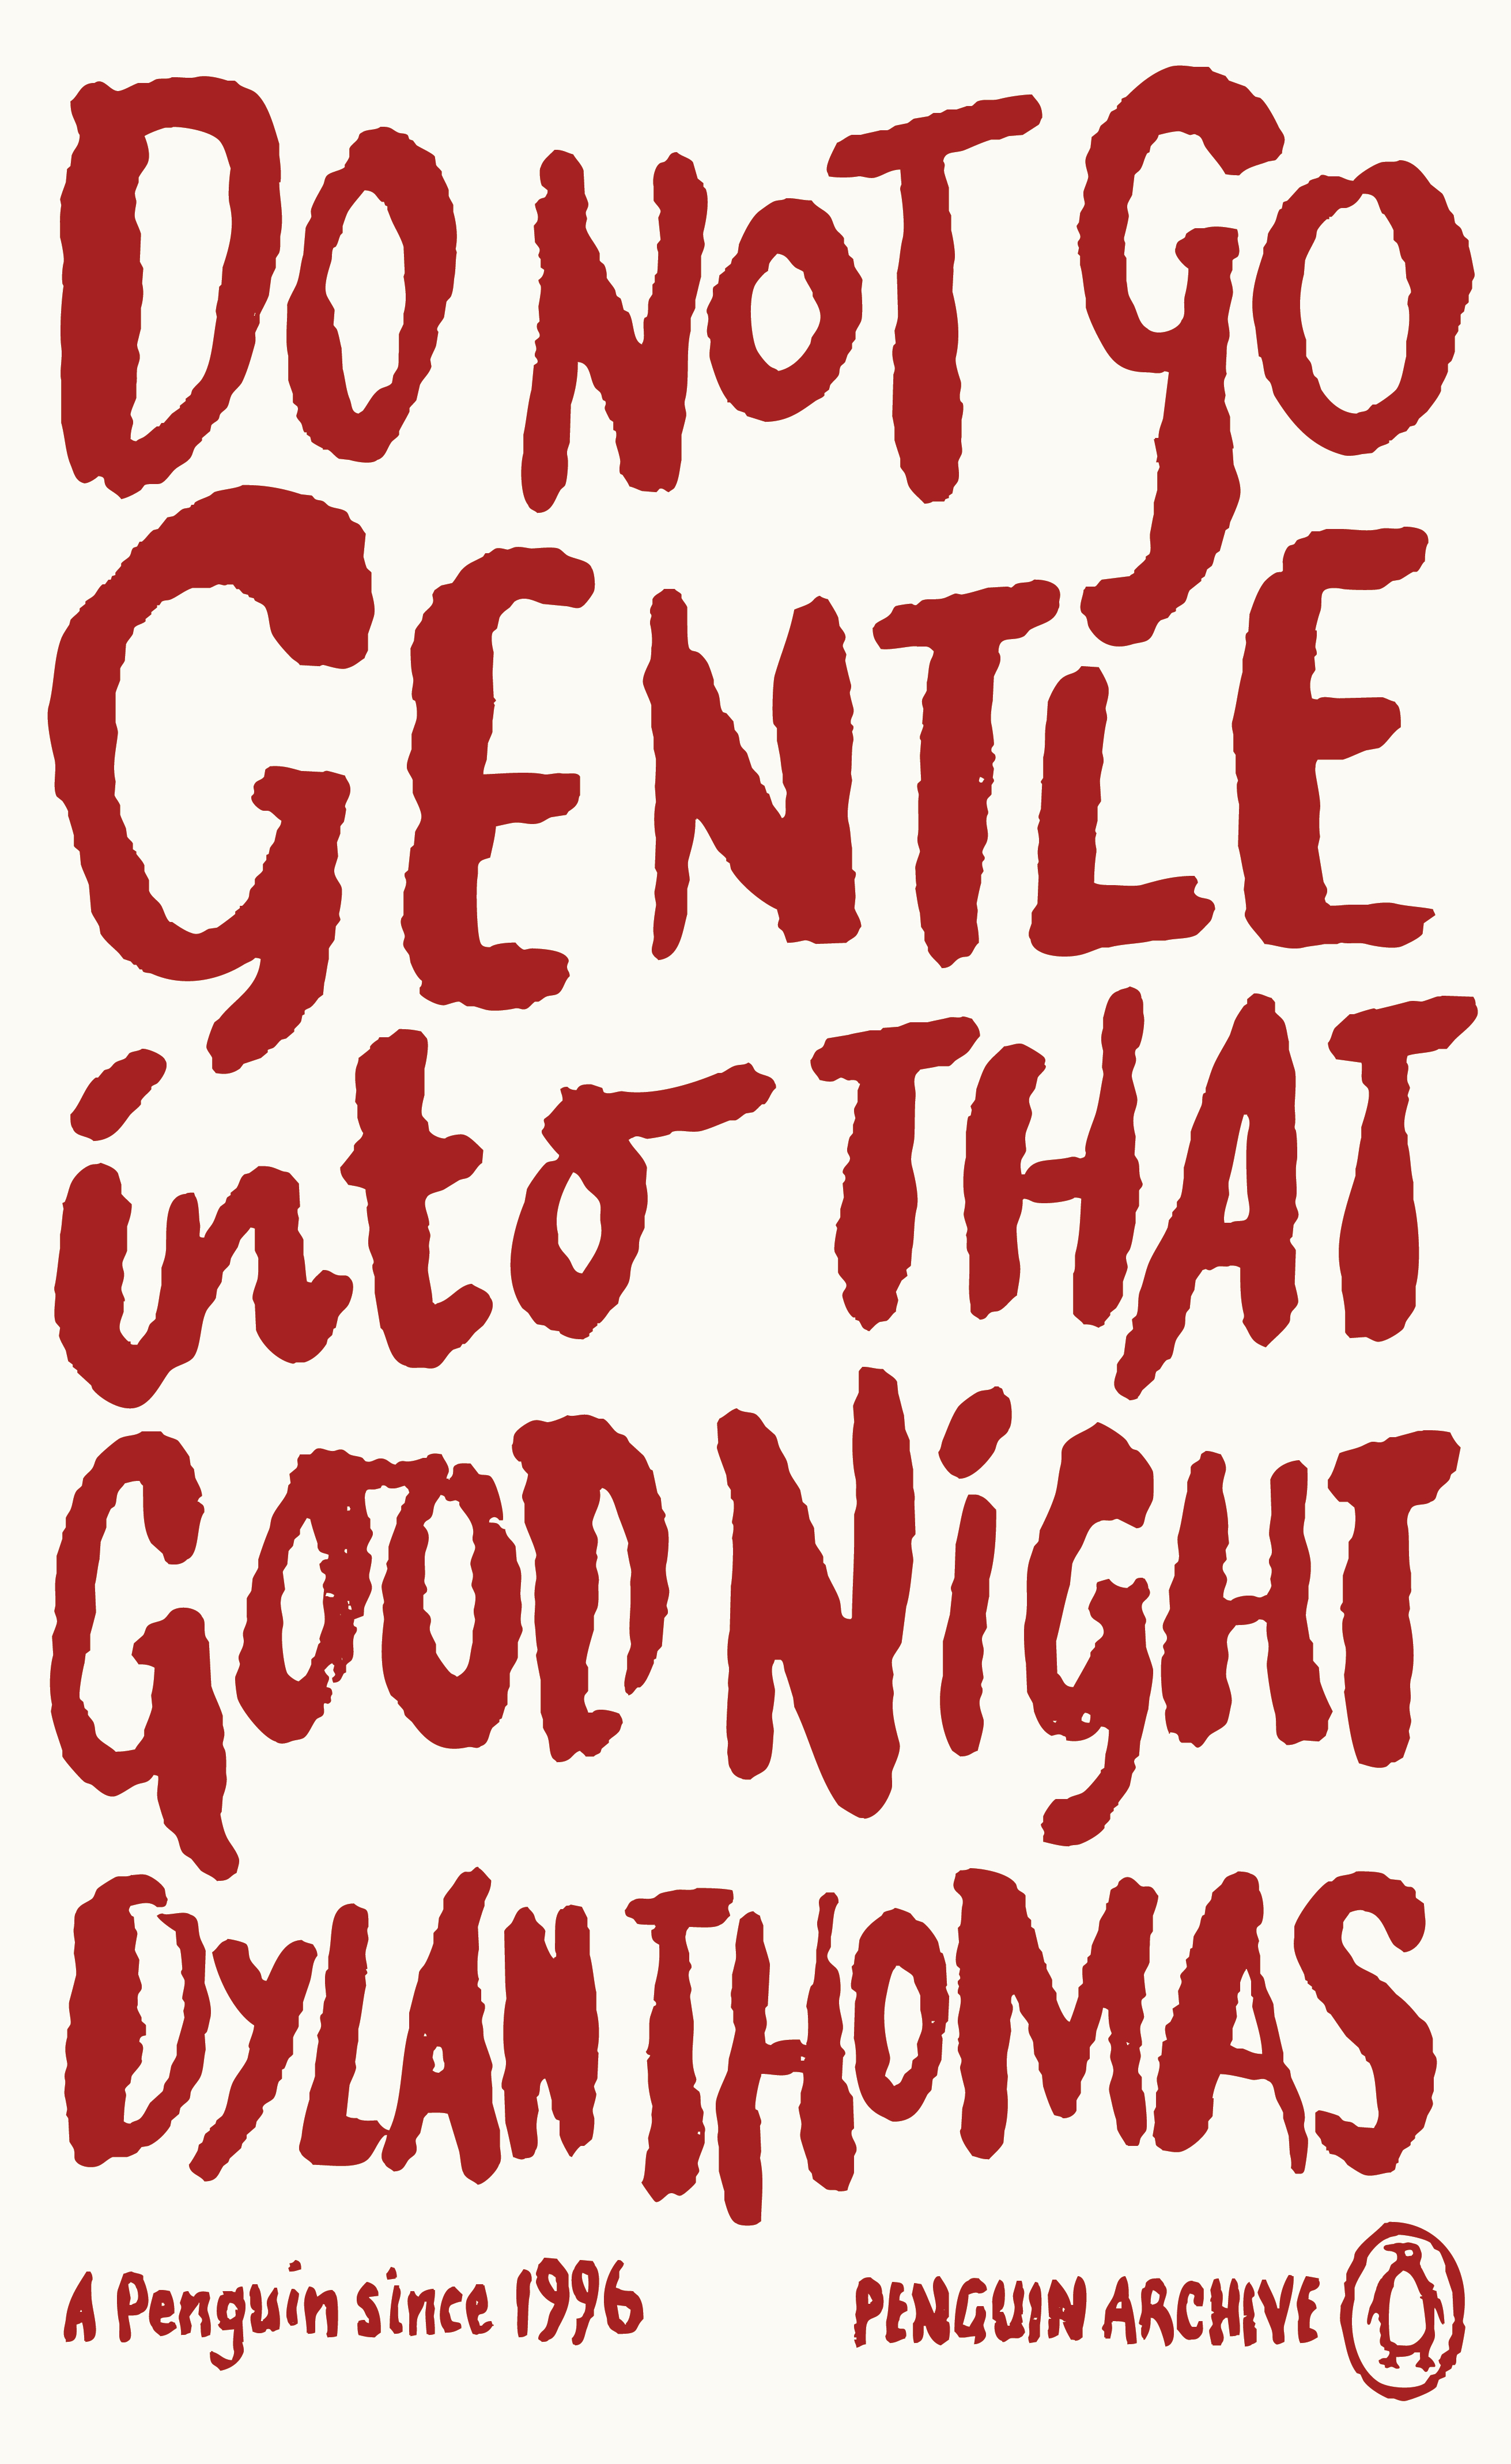 Do NoT Go
GENTLE
into THAT
GOOD NiGHT
DyLAN THOMAS
A Penguin since 1996 PENGUIN ARCHIVE